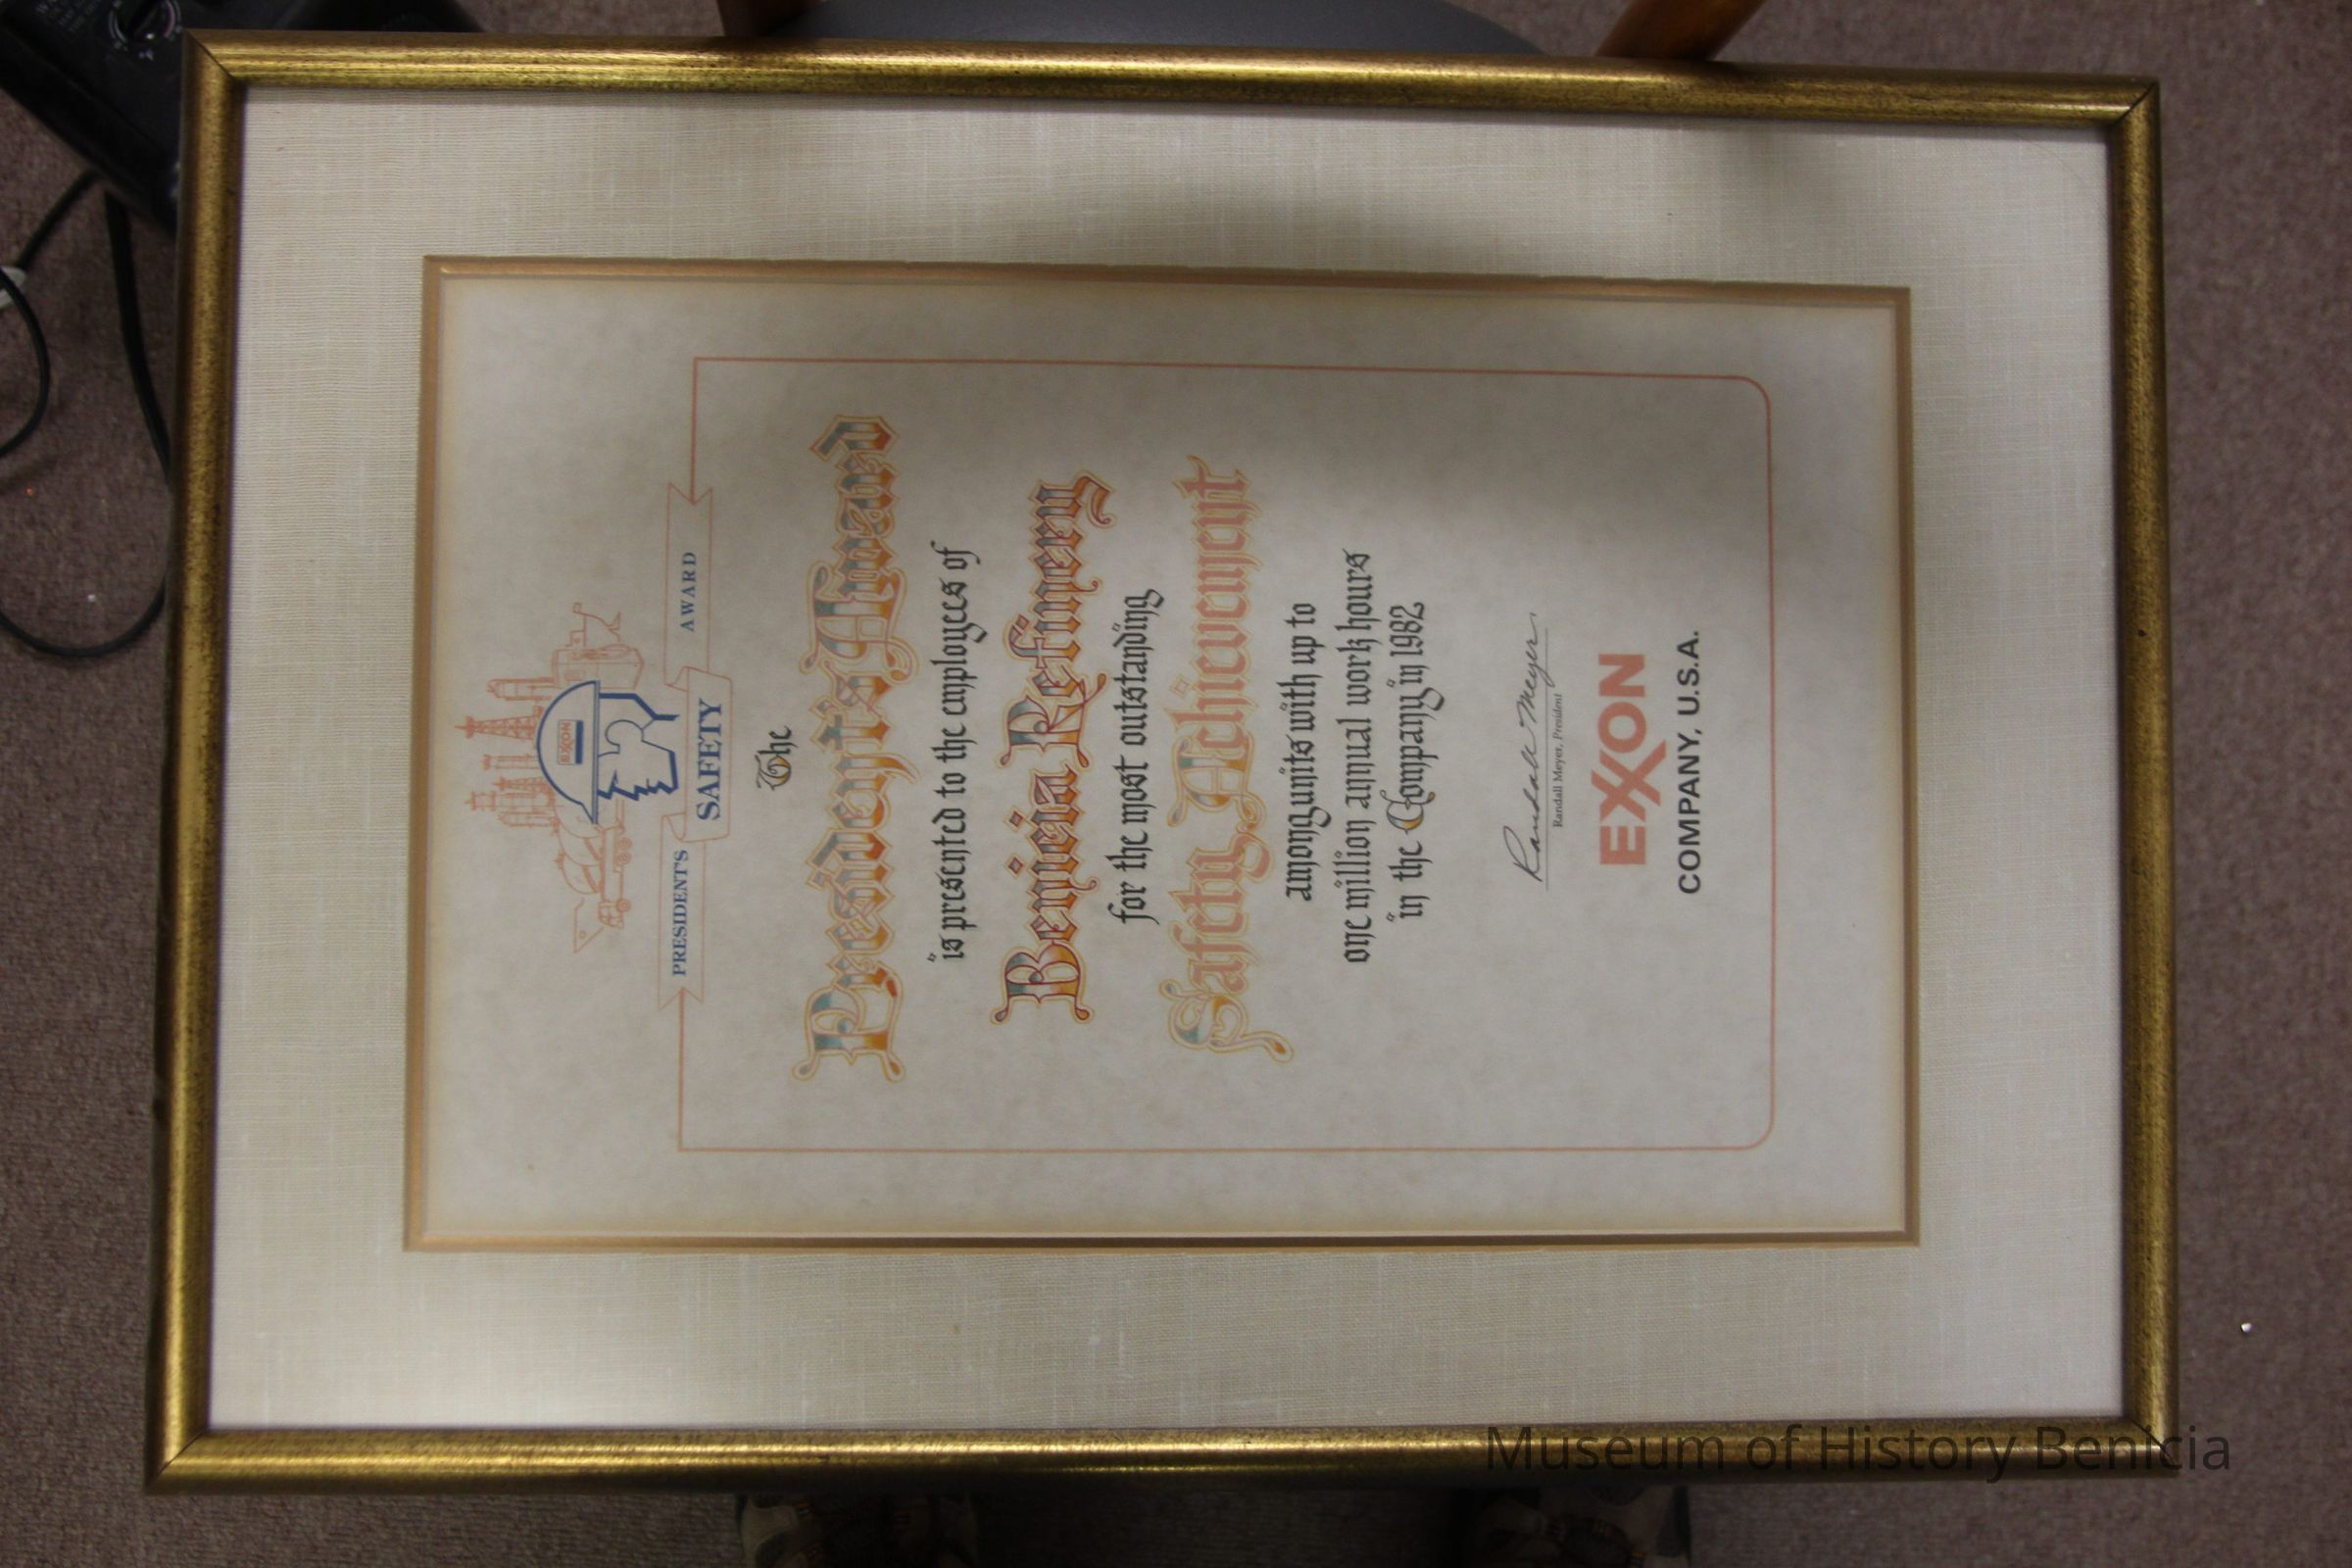 EXXON
PRESIDENT'S SAFETY AWARD
The
President's Award
is presented to the employees of
Benicia Refinery
for the most outstanding
Safety Achievement
among units with up to
one million annual work hours
in the Company in 1982
Randall Meyer
Randall Meyer, President
EXXON
COMPANY, U.S.A.
Museum of History Benicia